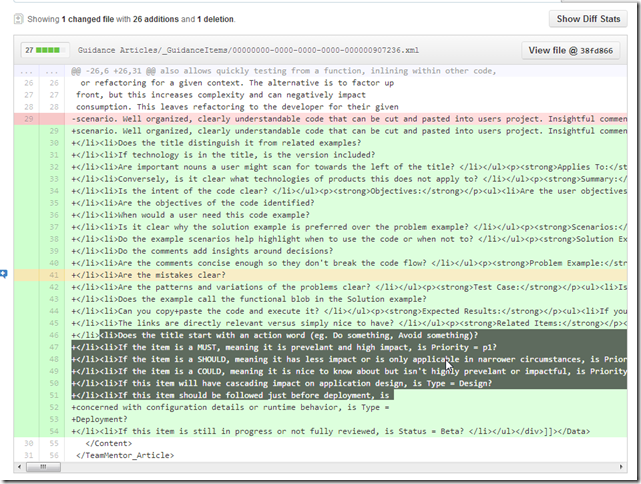 Showing 1 changed file with 26 additions and 1 deletion.
Show Diff Stats
27 Guidance Articles/_GuidanceItems/00000000-0000-0000-0000-000000907236.xml View file @ 38fd866
... ... @@ -26,6 +26,31 @@ also allows quickly testing from a function, inlining within other code,
26 26 or refactoring for a given context. The alternative is to factor up
27 27 front, but this increases complexity and can negatively impact
28 28 consumption. This leaves refactoring to the developer for their given
29 -scenario. Well organized, clearly understandable code that can be cut and pasted into users project. Insightful commen
29 +scenario. Well organized, clearly understandable code that can be cut and pasted into users project. Insightful commen
30 +</li><li>Does the title distinguish it from related examples?
31 +</li><li>If technology is in the title, is the version included?
32 +</li><li>Are important nouns a user might scan for towards the left of the title? </li></ul><p><strong>Applies To:</st
33 +</li><li>Conversely, is it clear what technologies of products this does not apply to? </li></ul><p><strong>Summary:</
34 +</li><li>Is the intent of the code clear? </li></ul><p><strong>Objectives:</strong></p><ul><li>Are the user objectives
35 +</li><li>Are the objectives of the code identified?
36 +</li><li>When would a user need this code example?
37 +</li><li>Is it clear why the solution example is preferred over the problem example? </li></ul><p><strong>Scenarios:</
38 +</li><li>Do the example scenarios help highlight when to use the code or when not to? </li></ul><p><strong>Solution Ex
39 +</li><li>Do the comments add insights around decisions?
40 +</li><li>Are the comments concise enough so they don't break the code flow? </li></ul><p><strong>Problem Example:</str
41 +</li><li>Are the mistakes clear?
42 +</li><li>Are the patterns and variations of the problems clear? </li></ul><p><strong>Test Case:</strong></p><ul><li>Do
43 +</li><li>Does the example call the functional blob in the Solution example?
44 +</li><li>Can you copy+paste the code and execute it? </li></ul><p><strong>Expected Results:</strong></p><ul><li>If you
45 +</li><li>The links are directly relevant versus simply nice to have? </li></ul><p><strong>Related Items:</strong></p><
46 +</li><li>Does the title start with an action word (eg. Do something, Avoid something)?
47 +</li><li>If the item is a MUST, meaning it is prevelant and high impact, is Priority = p1?
48 +</li><li>If the item is a SHOULD, meaning it has less impact or is only applicable in narrower circumstances, is Prior
49 +</li><li>If the item is a COULD, meaning it is nice to know about but isn't highly prevelant or impactful, is Priority
50 +</li><li>If this item will have cascading impact on application design, is Type = Design?
51 +</li><li>If this item should be followed just before deployment, is
52 +concerned with configuration details or runtime behavior, is Type =
53 +Deployment?
54 +</li><li>If this item is still in progress or not fully reviewed, is Status = Beta? </li></ul></div>]]></Data>
30 55 </Content>
31 56 </TeamMentor_Article>